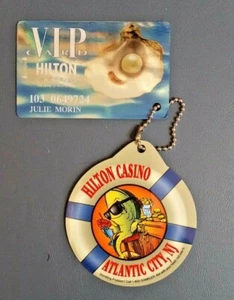 VIP
CARD
HILTON
103 0649724
JULIE MORIN
HILTON CASINO
ATLANTIC CITY, NJ